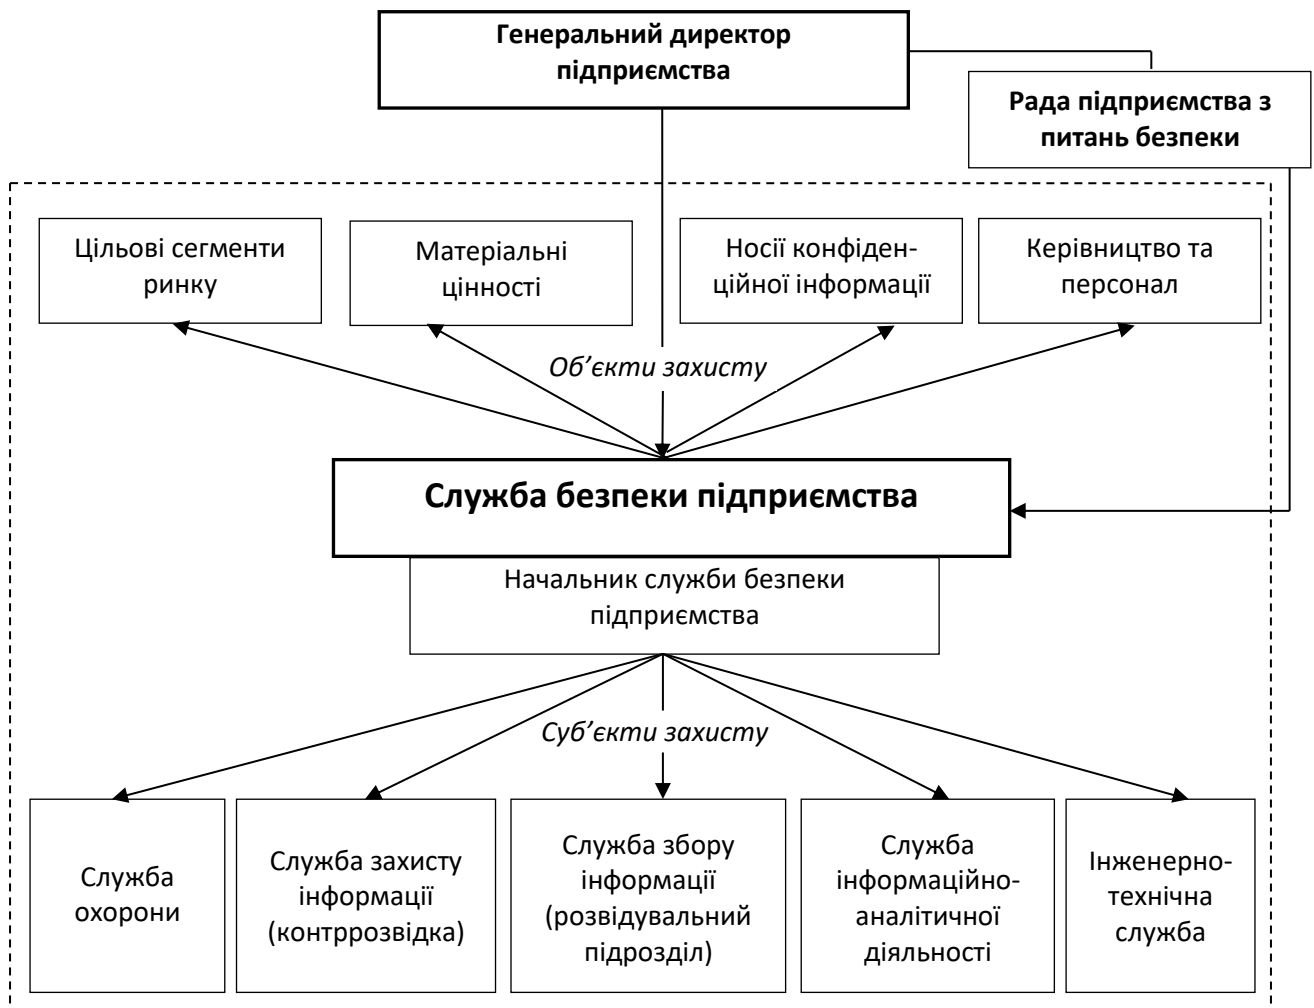 Генеральний директор
підприємства
Рада підприємства з
питань безпеки
Цільові сегменти
ринку
Матеріальні
цінності
Носії конфіден-
ційної інформації
Керівництво та
персонал
Об’єкти захисту
Служба безпеки підприємства
Начальник служби безпеки
підприємства
Суб’єкти захисту
Служба
охорони
Служба захисту
інформації
(контррозвідка)
Служба збору
інформації
(розвідувальний
підрозділ)
Служба
інформаційно-
аналітичної
діяльності
Інженерно-
технічна
служба